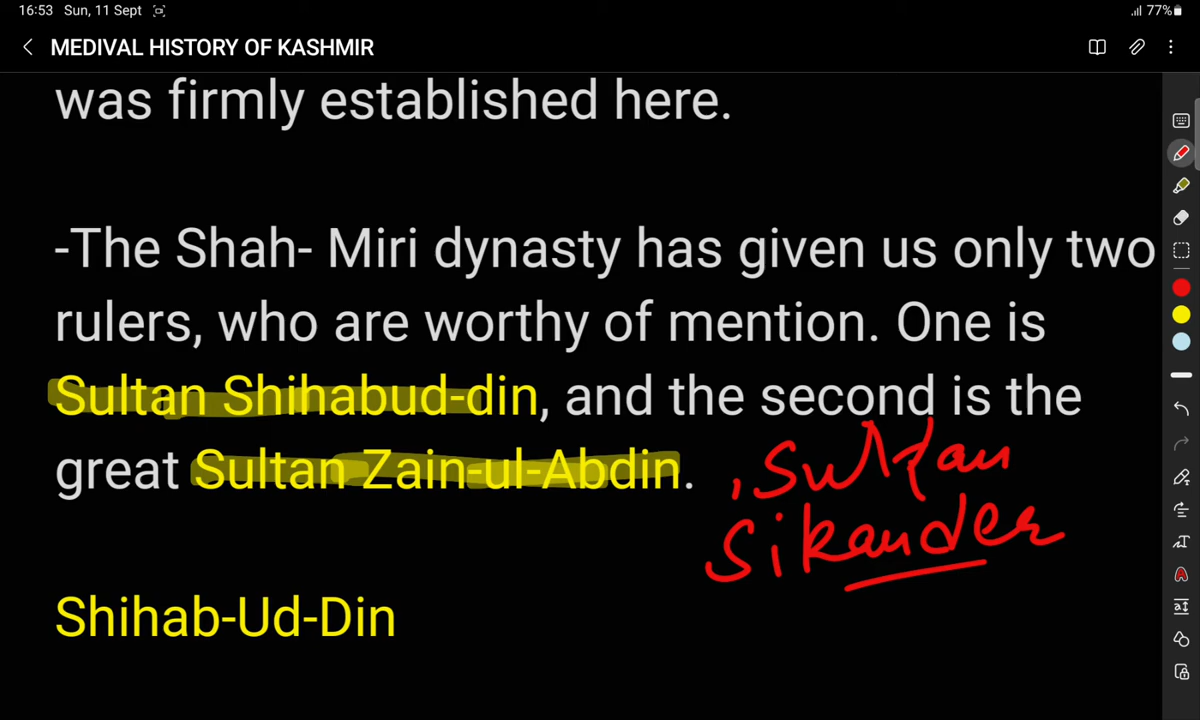 16:53 Sun, 11 Sept 77%
MEDIVAL HISTORY OF KASHMIR
was firmly established here.
-The Shah- Miri dynasty has given us only two
rulers, who are worthy of mention. One is
Sultan Shihabud-din, and the second is the
great Sultan Zain-ul-Abdin.
, Sultan
Sikander
Shihab-Ud-Din